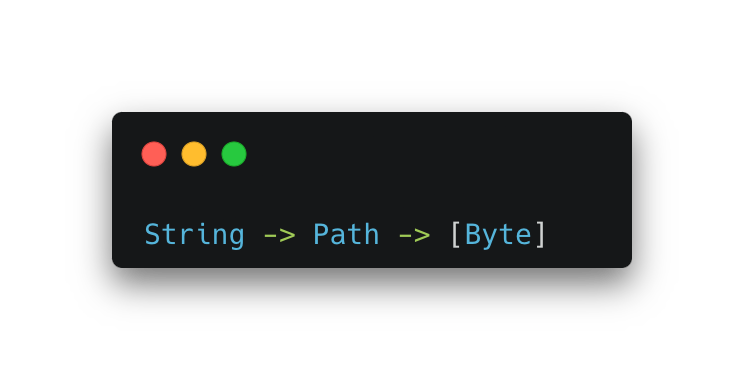 String -> Path -> [Byte]